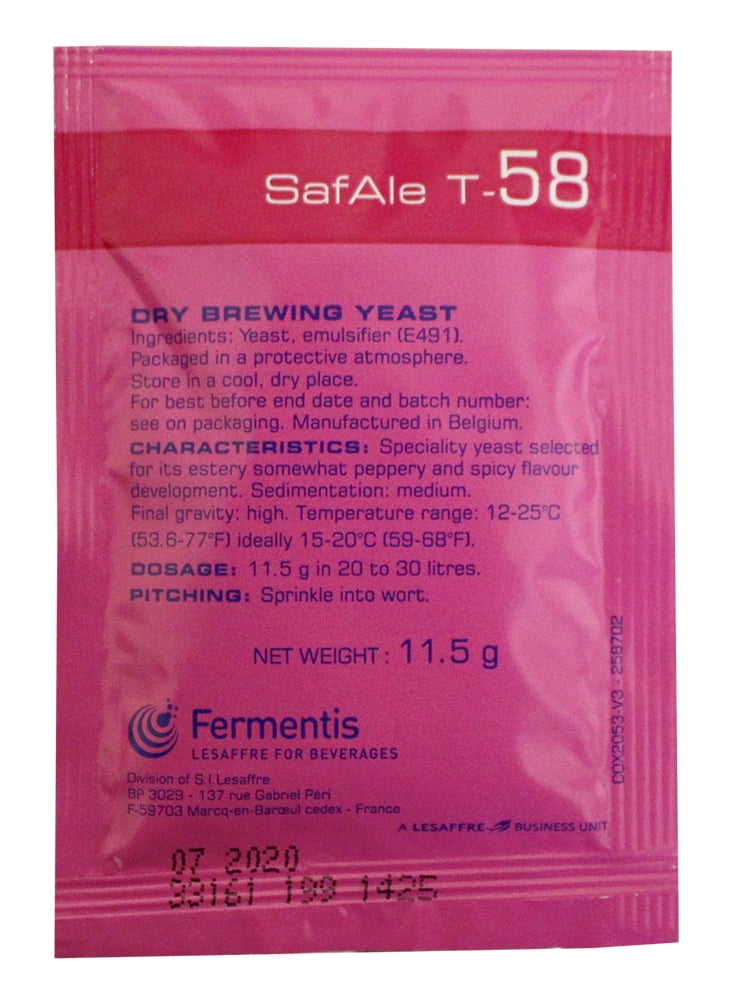 SafAle T-58
DRY BREWING YEAST
Ingredients: Yeast, emulsifier (E491).
Packaged in a protective atmosphere.
Store in a cool, dry place.
For best before end date and batch number:
see on packaging. Manufactured in Belgium.
CHARACTERISTICS: Speciality yeast selected
for its estery somewhat peppery and spicy flavour
development. Sedimentation: medium.
Final gravity: high. Temperature range: 12-25°C
(53.6-77°F) ideally 15-20°C (59-68°F).
DOSAGE: 11.5 g in 20 to 30 litres.
PITCHING: Sprinkle into wort.
NET WEIGHT : 11.5 g
COX2053-V3 - 258702
Fermentis
LESAFFRE FOR BEVERAGES
Division of S.I.Lesaffre
BP 3029 - 137 rue Gabriel Péri
F-59703 Marcq-en-Barœul cedex - France
A LESAFFRE BUSINESS UNIT
07 2020
33161 199 1425